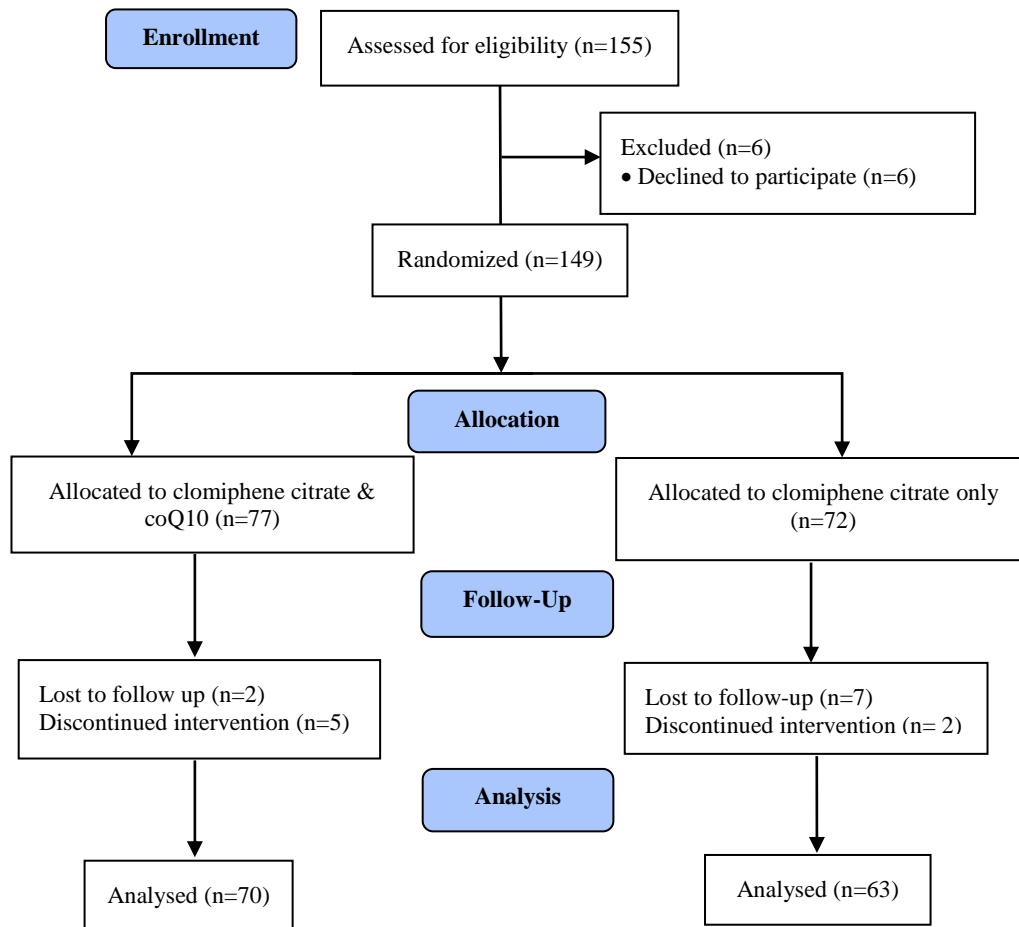 Enrollment
Assessed for eligibility (n=155)
Excluded (n=6)
• Declined to participate (n=6)
Randomized (n=149)
Allocation
Allocated to clomiphene citrate &
coQ10 (n=77)
Allocated to clomiphene citrate only
(n=72)
Follow-Up
Lost to follow up (n=2)
Discontinued intervention (n=5)
Lost to follow-up (n=7)
Discontinued intervention (n= 2)
Analysis
Analysed (n=70)
Analysed (n=63)